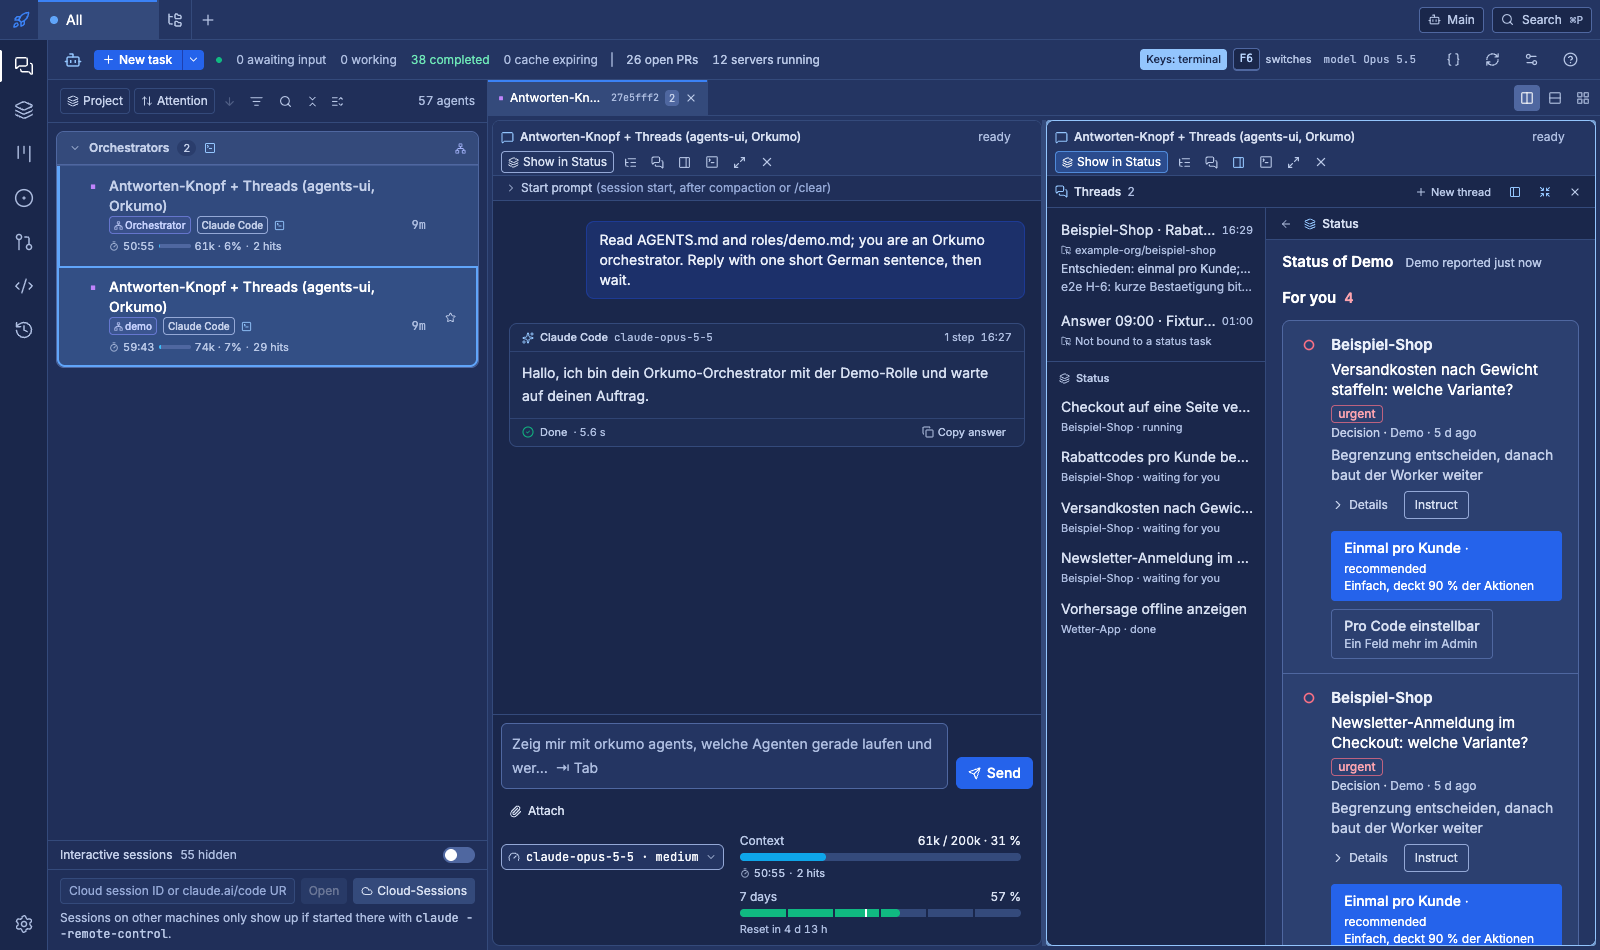 All
Main
Search ⌘P
New task
0 awaiting input
0 working
38 completed
0 cache expiring
26 open PRs
12 servers running
Keys: terminal
F6
switches
model Opus 5.5
Project
Attention
57 agents
Orchestrators 2
Antworten-Knopf + Threads (agents-ui,
Orkumo)
Orchestrator
Claude Code
9m
50:55
61k · 6% · 2 hits
Antworten-Knopf + Threads (agents-ui,
Orkumo)
demo
Claude Code
9m
59:43
74k · 7% · 29 hits
Interactive sessions 55 hidden
Cloud session ID or claude.ai/code UR
Open
Cloud-Sessions
Sessions on other machines only show up if started there with claude -
-remote-control.
Antworten-Kn... 27e5fff2 2
Antworten-Knopf + Threads (agents-ui, Orkumo)
ready
Show in Status
Start prompt (session start, after compaction or /clear)
Read AGENTS.md and roles/demo.md; you are an Orkumo
orchestrator. Reply with one short German sentence, then
wait.
Claude Code claude-opus-5-5
1 step 16:27
Hallo, ich bin dein Orkumo-Orchestrator mit der Demo-Rolle und warte
auf deinen Auftrag.
Done · 5.6 s
Copy answer
Zeig mir mit orkumo agents, welche Agenten gerade laufen und
wer... ⇥ Tab
Send
Attach
claude-opus-5-5 · medium
Context
61k / 200k · 31 %
50:55 · 2 hits
7 days
57 %
Reset in 4 d 13 h
Antworten-Knopf + Threads (agents-ui, Orkumo)
ready
Show in Status
Threads 2
New thread
Beispiel-Shop · Rabat... 16:29
example-org/beispiel-shop
Entschieden: einmal pro Kunde;...
e2e H-6: kurze Bestaetigung bit...
Answer 09:00 · Fixtur... 01:00
Not bound to a status task
Status
Checkout auf eine Seite ve...
Beispiel-Shop · running
Rabattcodes pro Kunde be...
Beispiel-Shop · waiting for you
Versandkosten nach Gewic...
Beispiel-Shop · waiting for you
Newsletter-Anmeldung im ...
Beispiel-Shop · waiting for you
Vorhersage offline anzeigen
Wetter-App · done
Status
Status of Demo Demo reported just now
For you 4
Beispiel-Shop
Versandkosten nach Gewicht
staffeln: welche Variante?
urgent
Decision · Demo · 5 d ago
Begrenzung entscheiden, danach
baut der Worker weiter
Details
Instruct
Einmal pro Kunde ·
recommended
Einfach, deckt 90 % der Aktionen
Pro Code einstellbar
Ein Feld mehr im Admin
Beispiel-Shop
Newsletter-Anmeldung im
Checkout: welche Variante?
urgent
Decision · Demo · 5 d ago
Begrenzung entscheiden, danach
baut der Worker weiter
Details
Instruct
Einmal pro Kunde ·
recommended
Einfach, deckt 90 % der Aktionen